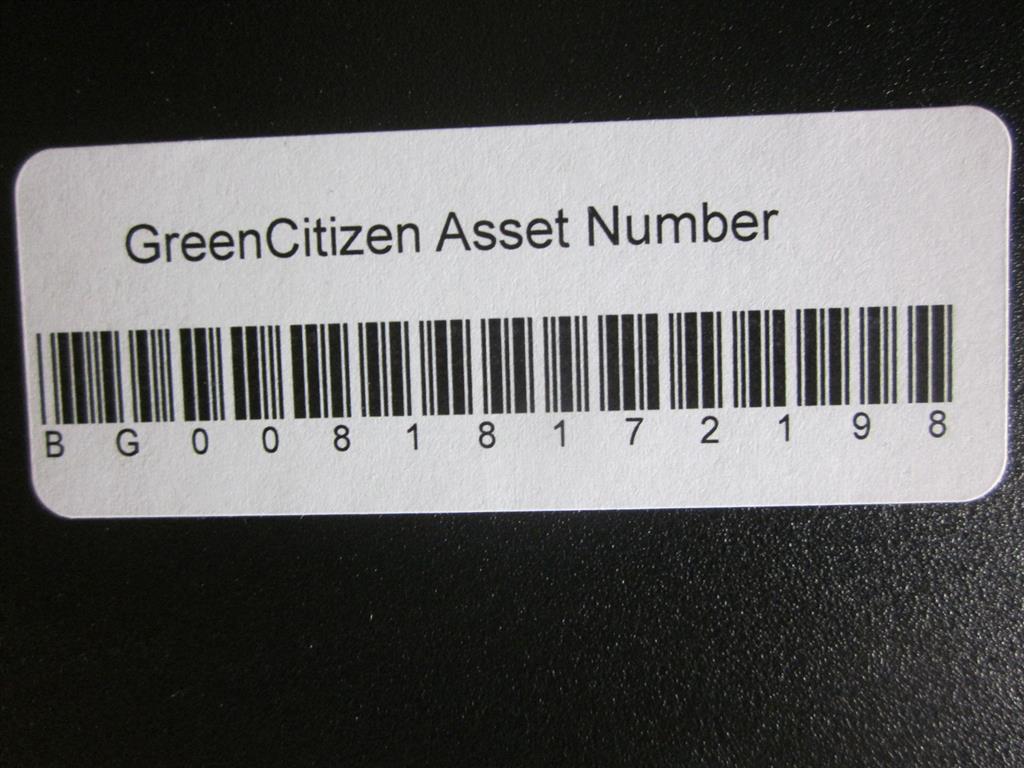 GreenCitizen Asset Number
B G 0 0 8 1 8 1 7 2 1 9 8